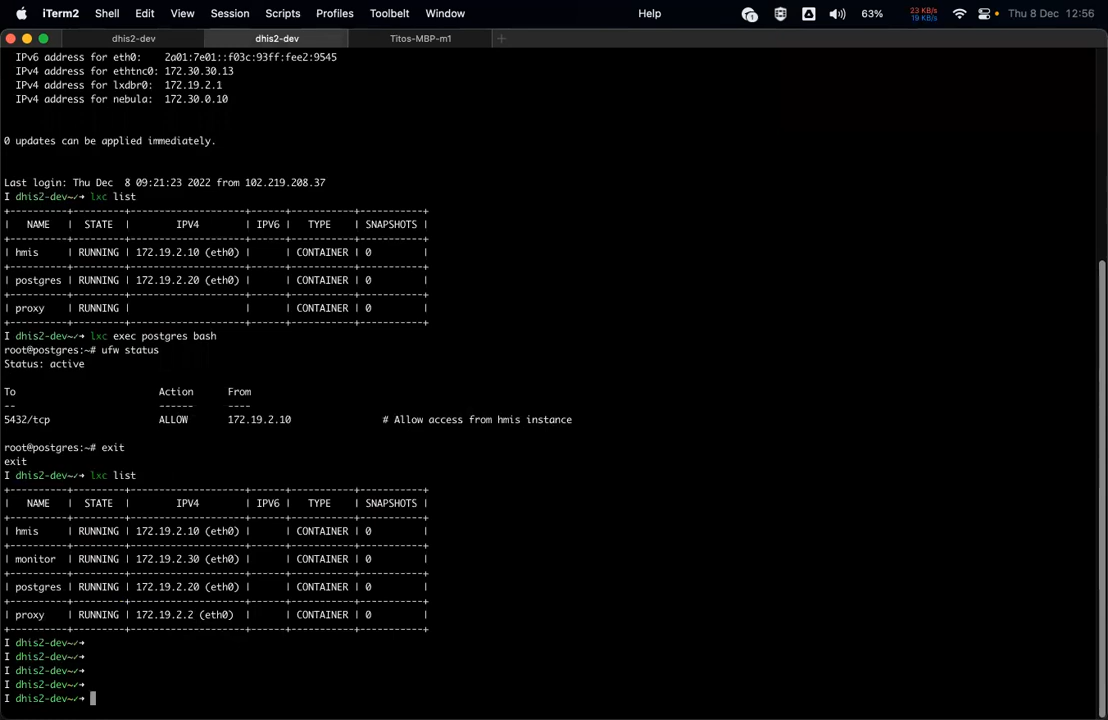 iTerm2 Shell Edit View Session Scripts Profiles Toolbelt Window Help 63% 23 KB/s 19 KB/s Thu 8 Dec 12:56
dhis2-dev dhis2-dev Titos-MBP-m1
IPv6 address for eth0:   2a01:7e01::f03c:93ff:fee2:9545
IPv4 address for ethtnc0: 172.30.30.13
IPv4 address for lxdbr0: 172.19.2.1
IPv4 address for nebula:  172.30.0.10
0 updates can be applied immediately.
Last login: Thu Dec  8 09:21:23 2022 from 102.219.208.37
I dhis2-dev~✓➜ lxc list
+----------+---------+--------------------+------+-----------+-----------+
|   NAME   |  STATE  |        IPV4        | IPV6 |   TYPE    | SNAPSHOTS |
+----------+---------+--------------------+------+-----------+-----------+
| hmis     | RUNNING | 172.19.2.10 (eth0) |      | CONTAINER | 0         |
+----------+---------+--------------------+------+-----------+-----------+
| postgres | RUNNING | 172.19.2.20 (eth0) |      | CONTAINER | 0         |
+----------+---------+--------------------+------+-----------+-----------+
| proxy    | RUNNING |                    |      | CONTAINER | 0         |
+----------+---------+--------------------+------+-----------+-----------+
I dhis2-dev~✓➜ lxc exec postgres bash
root@postgres:~# ufw status
Status: active
To                         Action      From
--                         ------      ----
5432/tcp                   ALLOW       172.19.2.10                # Allow access from hmis instance
root@postgres:~# exit
exit
I dhis2-dev~✓➜ lxc list
+----------+---------+--------------------+------+-----------+-----------+
|   NAME   |  STATE  |        IPV4        | IPV6 |   TYPE    | SNAPSHOTS |
+----------+---------+--------------------+------+-----------+-----------+
| hmis     | RUNNING | 172.19.2.10 (eth0) |      | CONTAINER | 0         |
+----------+---------+--------------------+------+-----------+-----------+
| monitor  | RUNNING | 172.19.2.30 (eth0) |      | CONTAINER | 0         |
+----------+---------+--------------------+------+-----------+-----------+
| postgres | RUNNING | 172.19.2.20 (eth0) |      | CONTAINER | 0         |
+----------+---------+--------------------+------+-----------+-----------+
| proxy    | RUNNING | 172.19.2.2 (eth0)  |      | CONTAINER | 0         |
+----------+---------+--------------------+------+-----------+-----------+
I dhis2-dev~✓➜
I dhis2-dev~✓➜
I dhis2-dev~✓➜
I dhis2-dev~✓➜
I dhis2-dev~✓➜